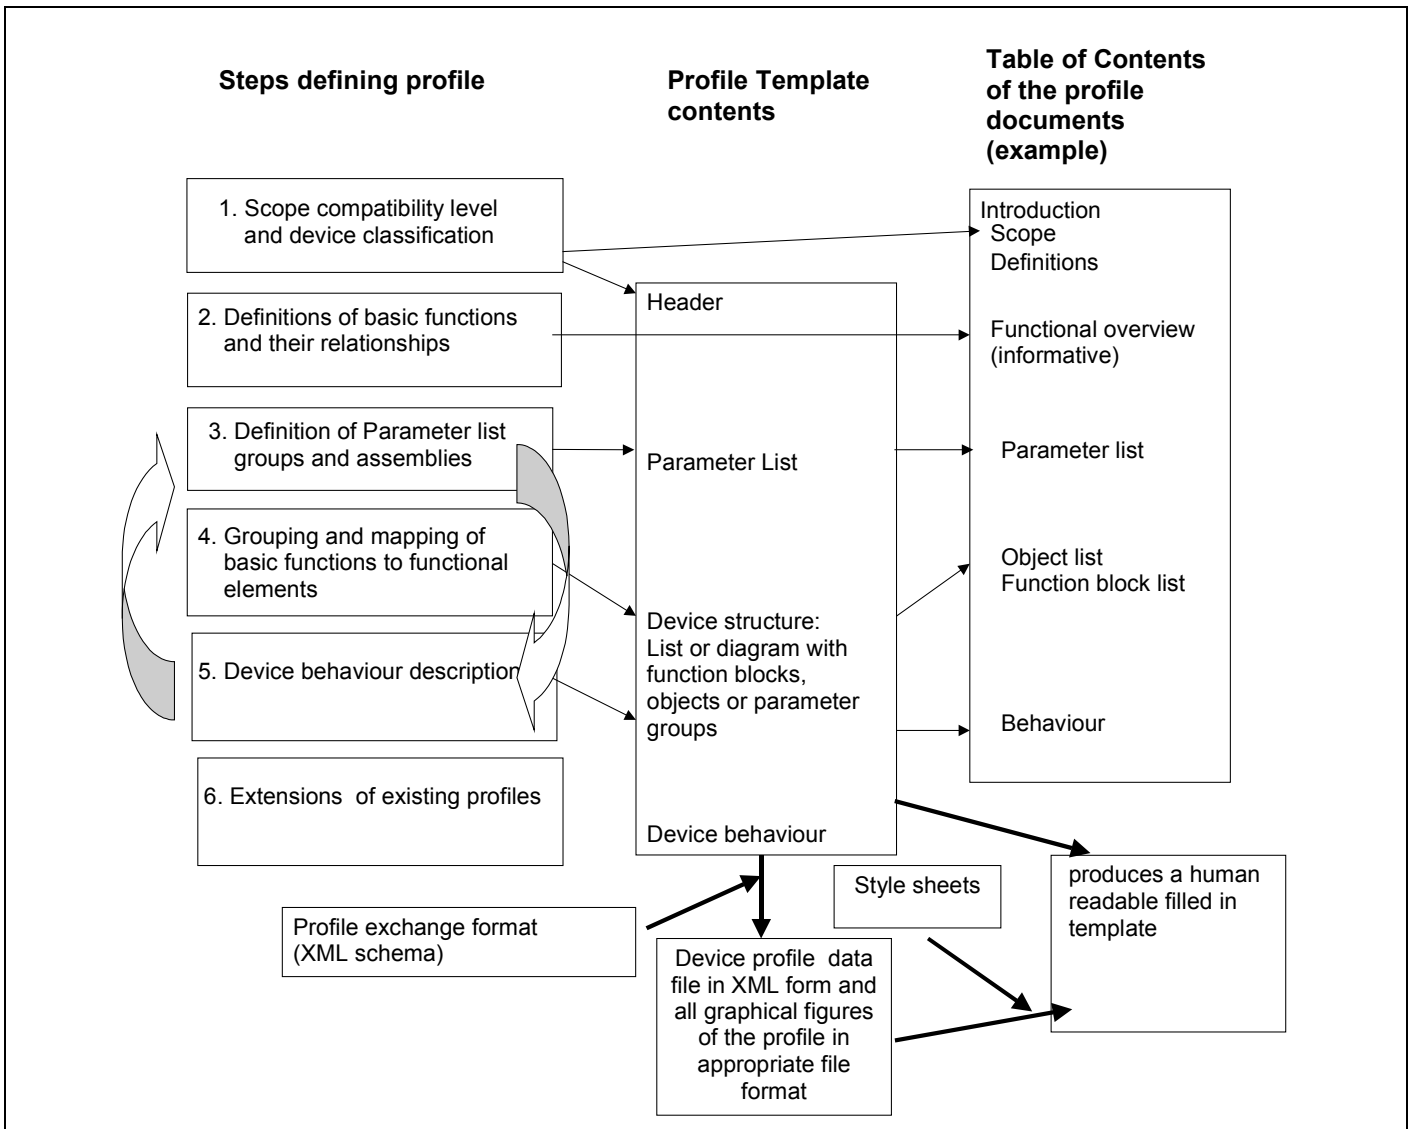 Steps defining profile
Profile Template
contents
Table of Contents
of the profile
documents
(example)
1. Scope compatibility level
and device classification
2. Definitions of basic functions
and their relationships
3. Definition of Parameter list
groups and assemblies
4. Grouping and mapping of
basic functions to functional
elements
5. Device behaviour description
6. Extensions of existing profiles
Header
Parameter List
Device structure:
List or diagram with
function blocks,
objects or parameter
groups
Device behaviour
Introduction
Scope
Definitions
Functional overview
(informative)
Parameter list
Object list
Function block list
Behaviour
Profile exchange format
(XML schema)
Style sheets
produces a human
readable filled in
template
Device profile data
file in XML form and
all graphical figures
of the profile in
appropriate file
format